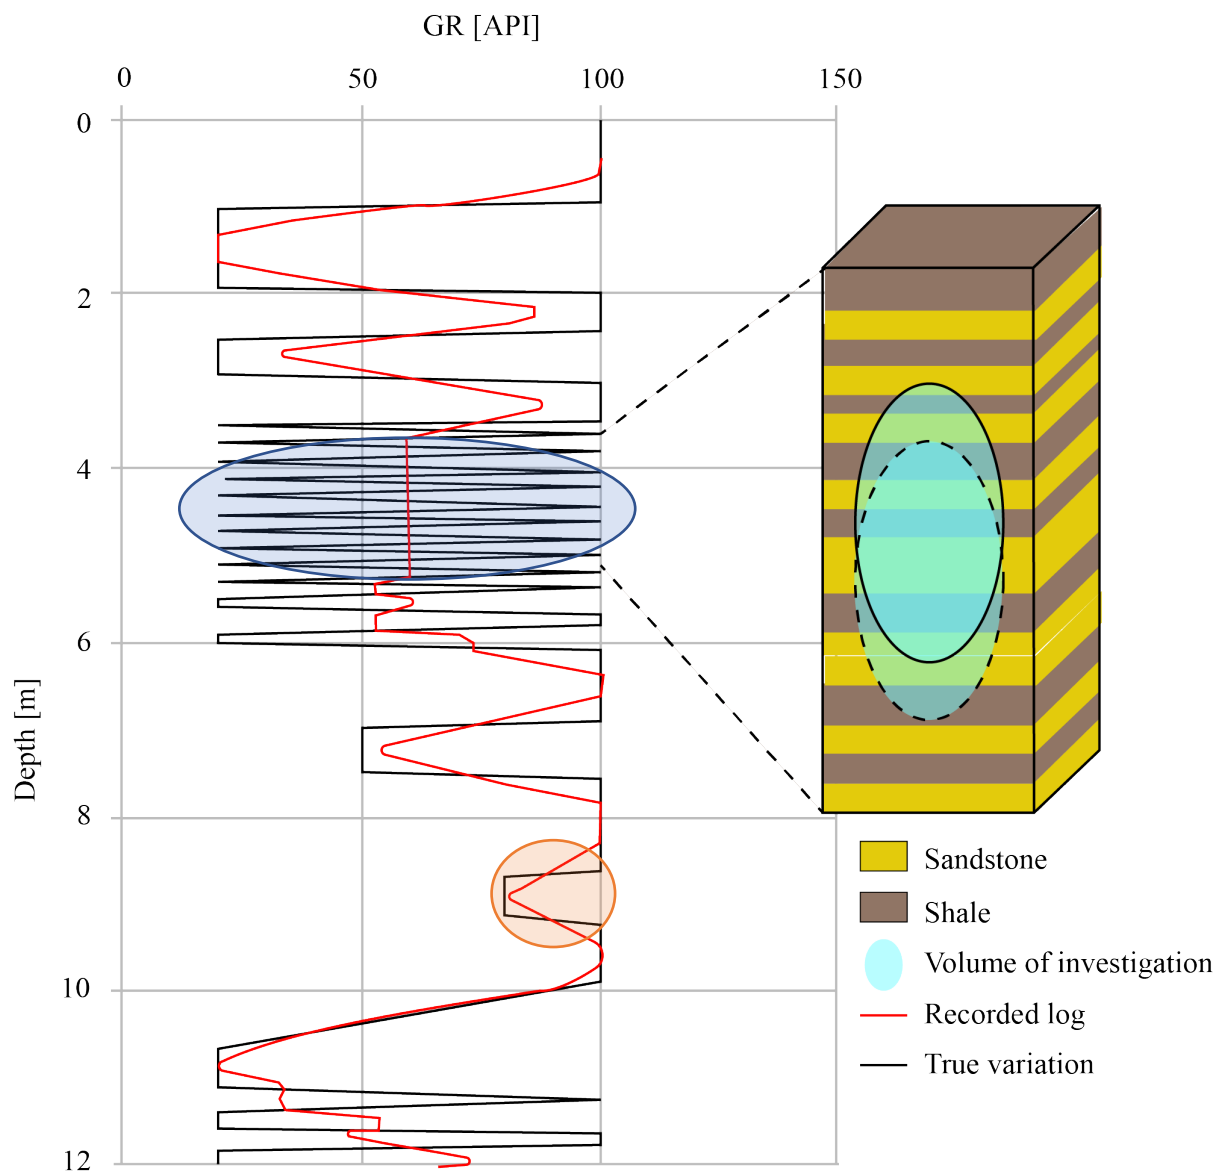 GR [API]
0 50 100 150
0
2
4
6
8
10
12
Depth [m]
Sandstone
Shale
Volume of investigation
Recorded log
True variation